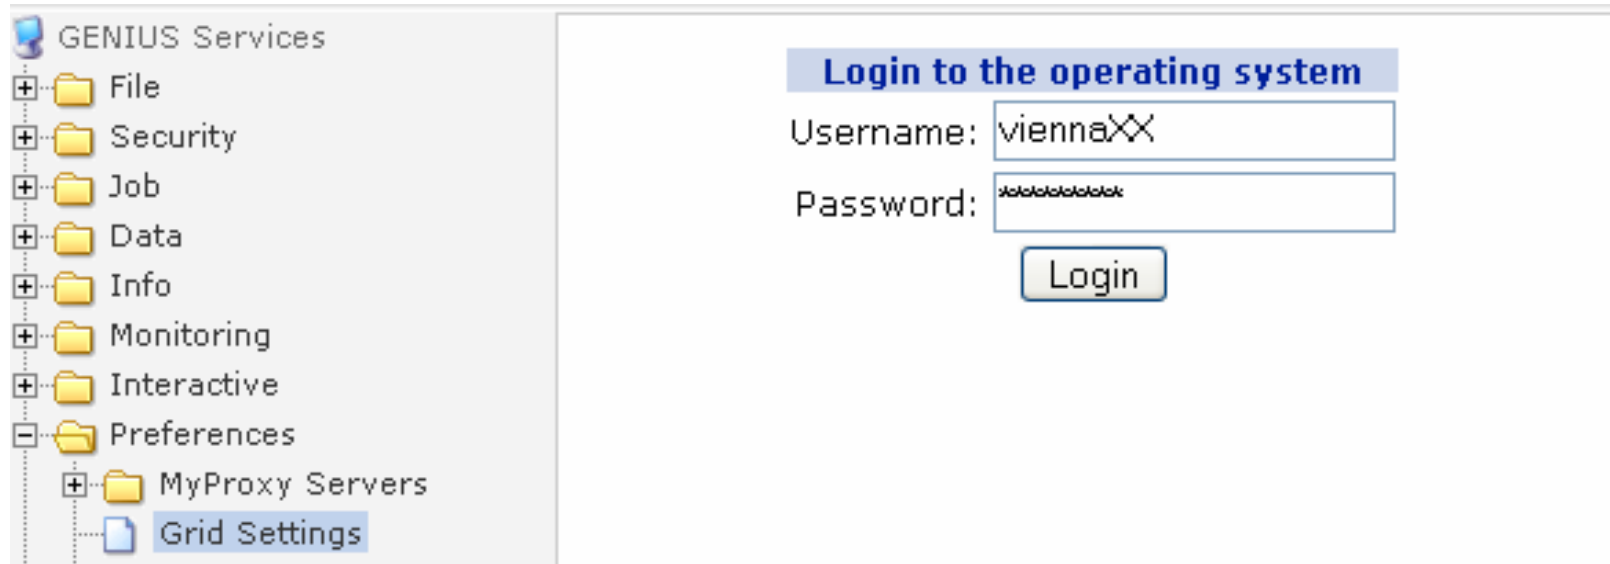 GENIUS Services
File
Security
Job
Data
Info
Monitoring
Interactive
Preferences
MyProxy Servers
Grid Settings
Login to the operating system
Username: viennaXX
Password: ***********
Login